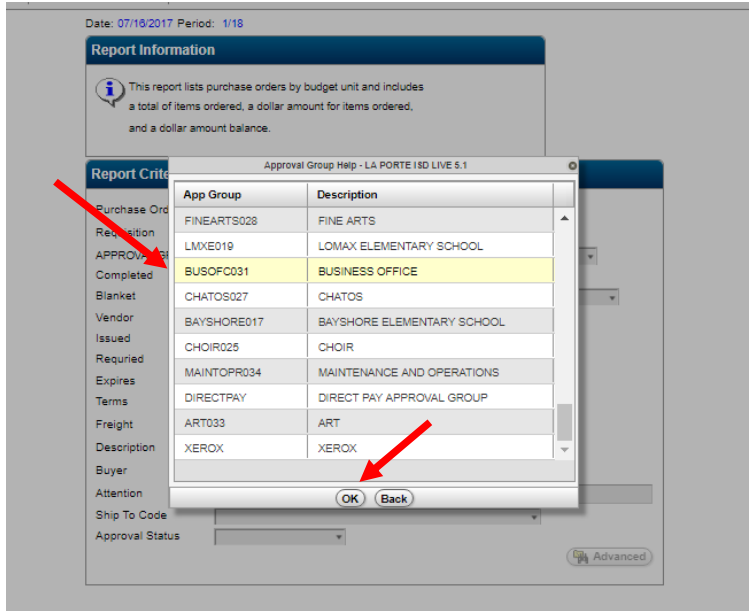 Date: 07/16/2017 Period: 1/18
Report Information
This report lists purchase orders by budget unit and includes
a total of items ordered, a dollar amount for items ordered,
and a dollar amount balance.
Report Crite
Approval Group Help - LA PORTE ISD LIVE 5.1
App Group Description
Purchase Ord
FINEARTS028 FINE ARTS
Requisition
LMXE019 LOMAX ELEMENTARY SCHOOL
APPROVAL GR
BUSOFC031 BUSINESS OFFICE
Completed
Blanket
CHATOS027 CHATOS
Vendor
BAYSHORE017 BAYSHORE ELEMENTARY SCHOOL
Issued
CHOIR025 CHOIR
Requried
MAINTOPR034 MAINTENANCE AND OPERATIONS
Expires
DIRECTPAY DIRECT PAY APPROVAL GROUP
Terms
Freight
ART033 ART
Description
XEROX XEROX
Buyer
Attention
OK Back
Ship To Code
Approval Status
Advanced